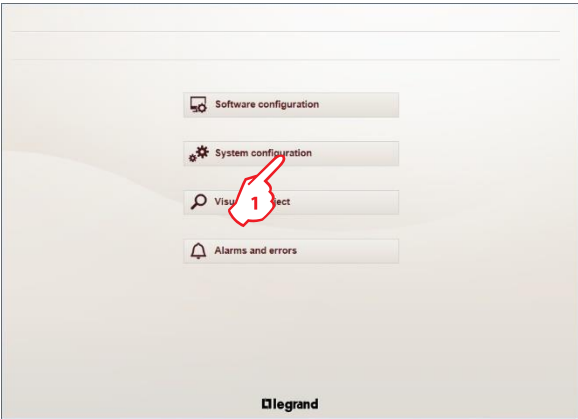 Software configuration
System configuration
1
Alarms and errors
legrand